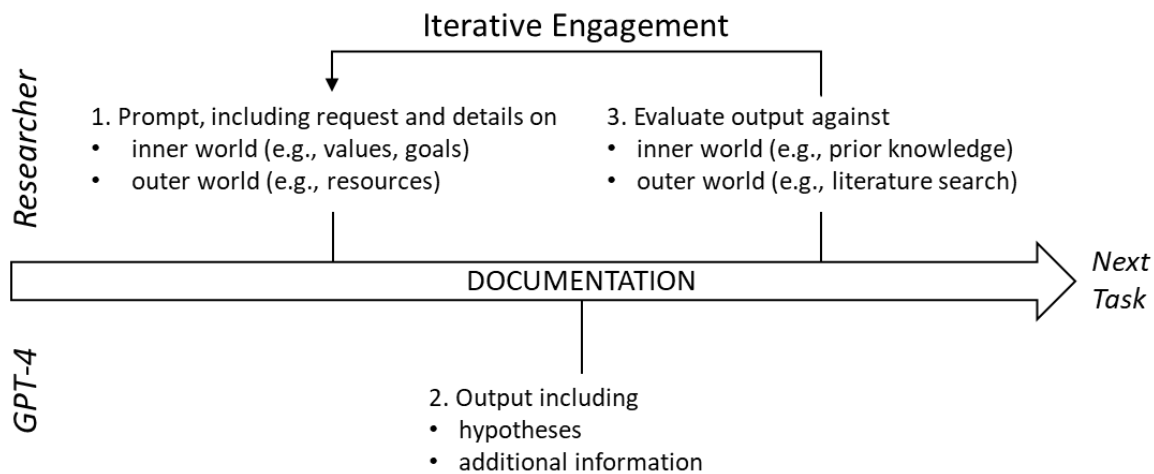 Iterative Engagement
Researcher
1. Prompt, including request and details on
• inner world (e.g., values, goals)
• outer world (e.g., resources)
3. Evaluate output against
• inner world (e.g., prior knowledge)
• outer world (e.g., literature search)
DOCUMENTATION
Next
Task
GPT-4
2. Output including
• hypotheses
• additional information